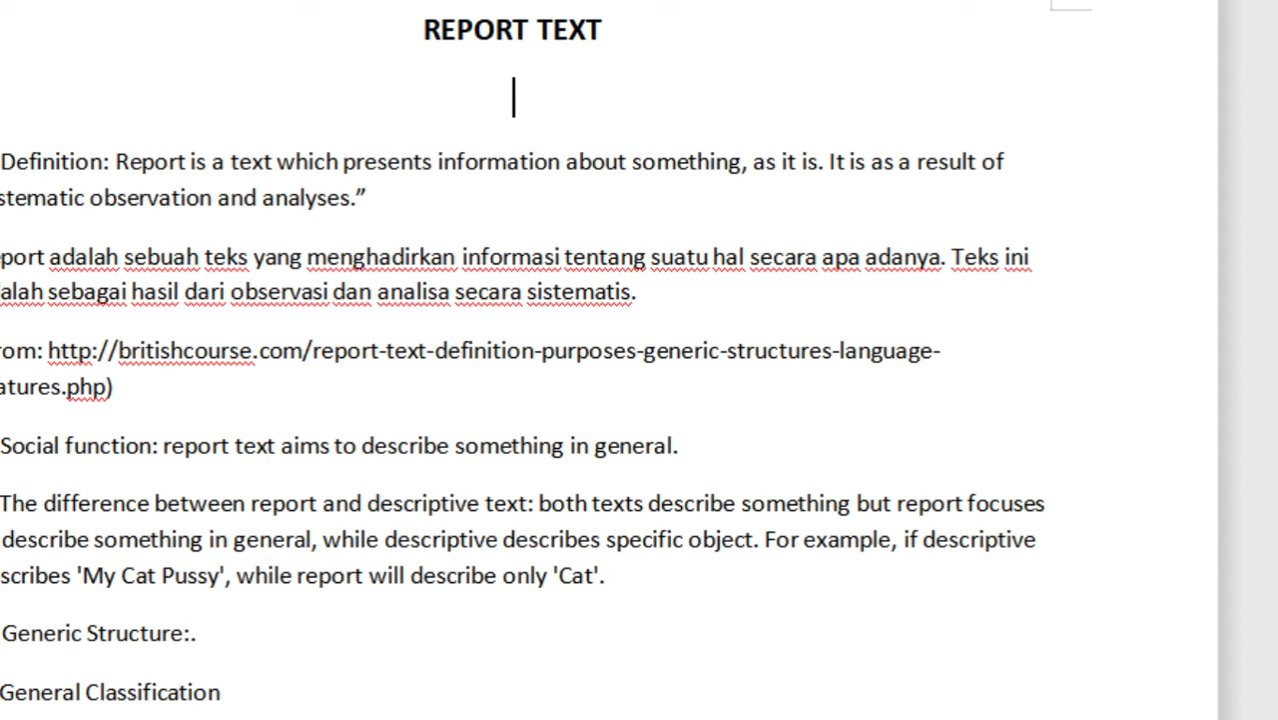 REPORT TEXT
Definition: Report is a text which presents information about something, as it is. It is as a result of
stematic observation and analyses.”
port adalah sebuah teks yang menghadirkan informasi tentang suatu hal secara apa adanya. Teks ini
alah sebagai hasil dari observasi dan analisa secara sistematis.
rom: http://britishcourse.com/report-text-definition-purposes-generic-structures-language-
atures.php)
Social function: report text aims to describe something in general.
The difference between report and descriptive text: both texts describe something but report focuses
describe something in general, while descriptive describes specific object. For example, if descriptive
scribes 'My Cat Pussy', while report will describe only 'Cat'.
Generic Structure:.
General Classification